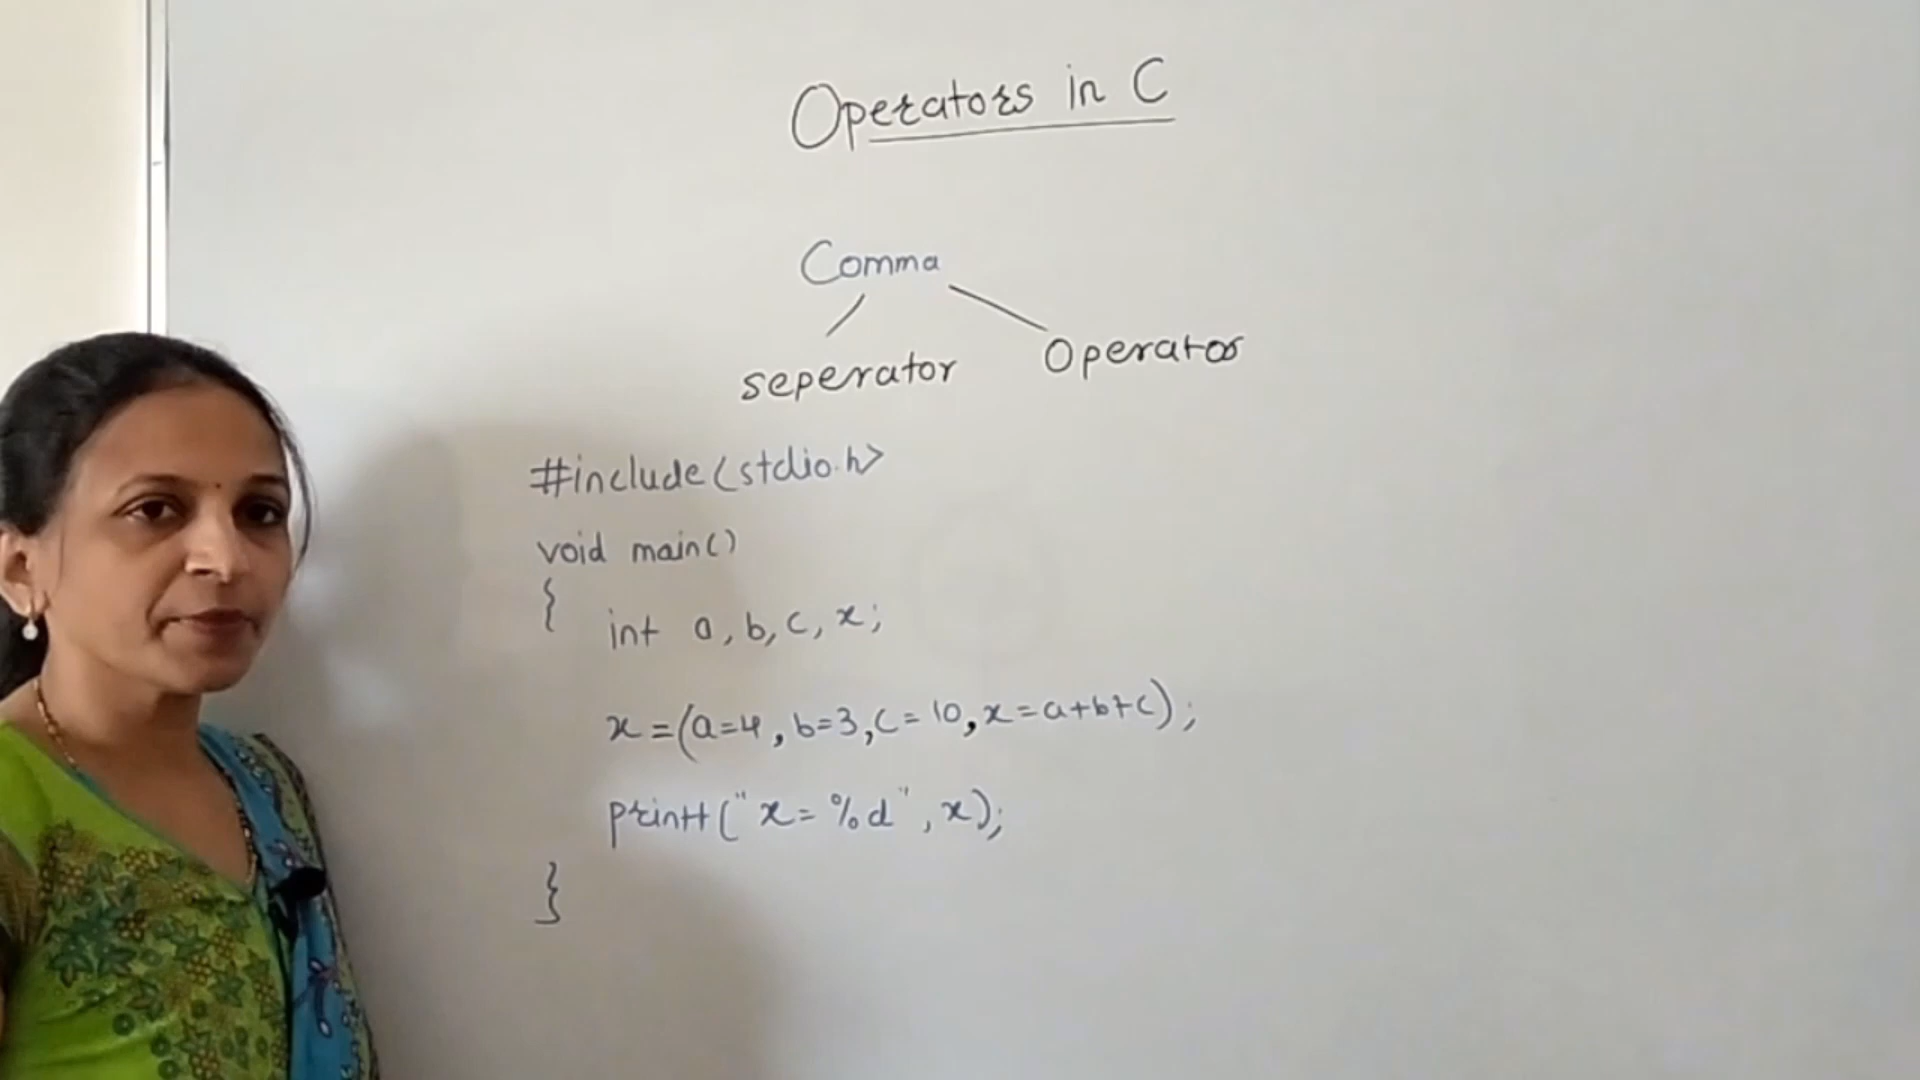 Operators in C
Comma
seperator Operator
#include<stdio.h>
void main()
{
int a, b, c, x;
x=(a=4, b=3, c=10, x=a+b+c);
printf("x=%d", x);
}